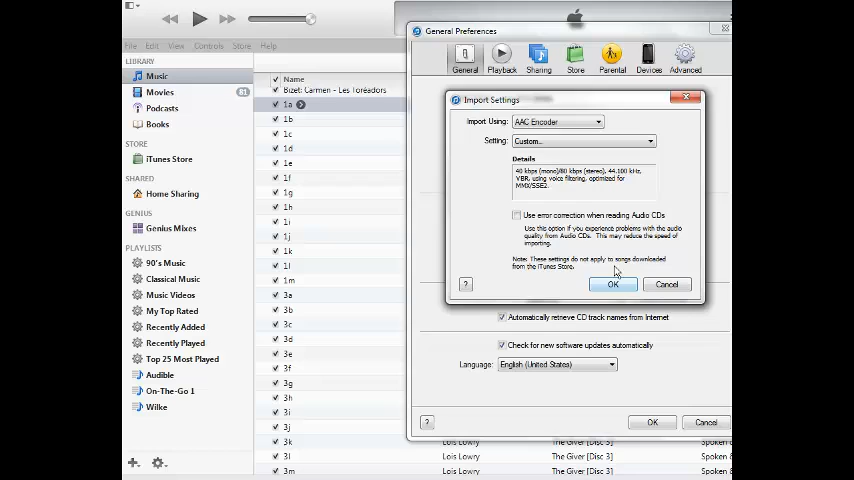 General Preferences
File Edit View Controls Store Help
General Playback Sharing Store Parental Devices Advanced
LIBRARY
Music
Movies 81
Podcasts
Books
STORE
iTunes Store
SHARED
Home Sharing
GENIUS
Genius Mixes
PLAYLISTS
90's Music
Classical Music
Music Videos
My Top Rated
Recently Added
Recently Played
Top 25 Most Played
Audible
On-The-Go 1
Wilke
Name
Bizet: Carmen - Les Toréadors
1a
1b
1c
1d
1e
1f
1g
1h
1i
1j
1k
1l
1m
3a
3b
3c
3d
3e
3f
3g
3h
3i
3j
3k Lois Lowry The Giver [Disc 3] Spoken &
3l Lois Lowry The Giver [Disc 3] Spoken &
3m Lois Lowry The Giver [Disc 3] Spoken &
Import Settings
Import Using: AAC Encoder
Setting: Custom...
Details
40 kbps (mono)/80 kbps (stereo), 44.100 kHz,
VBR, using voice filtering, optimized for
MMX/SSE2.
Use error correction when reading Audio CDs
Use this option if you experience problems with the audio
quality from Audio CDs. This may reduce the speed of
importing.
Note: These settings do not apply to songs downloaded
from the iTunes Store.
? OK Cancel
Automatically retrieve CD track names from Internet
Check for new software updates automatically
Language: English (United States)
? OK Cancel